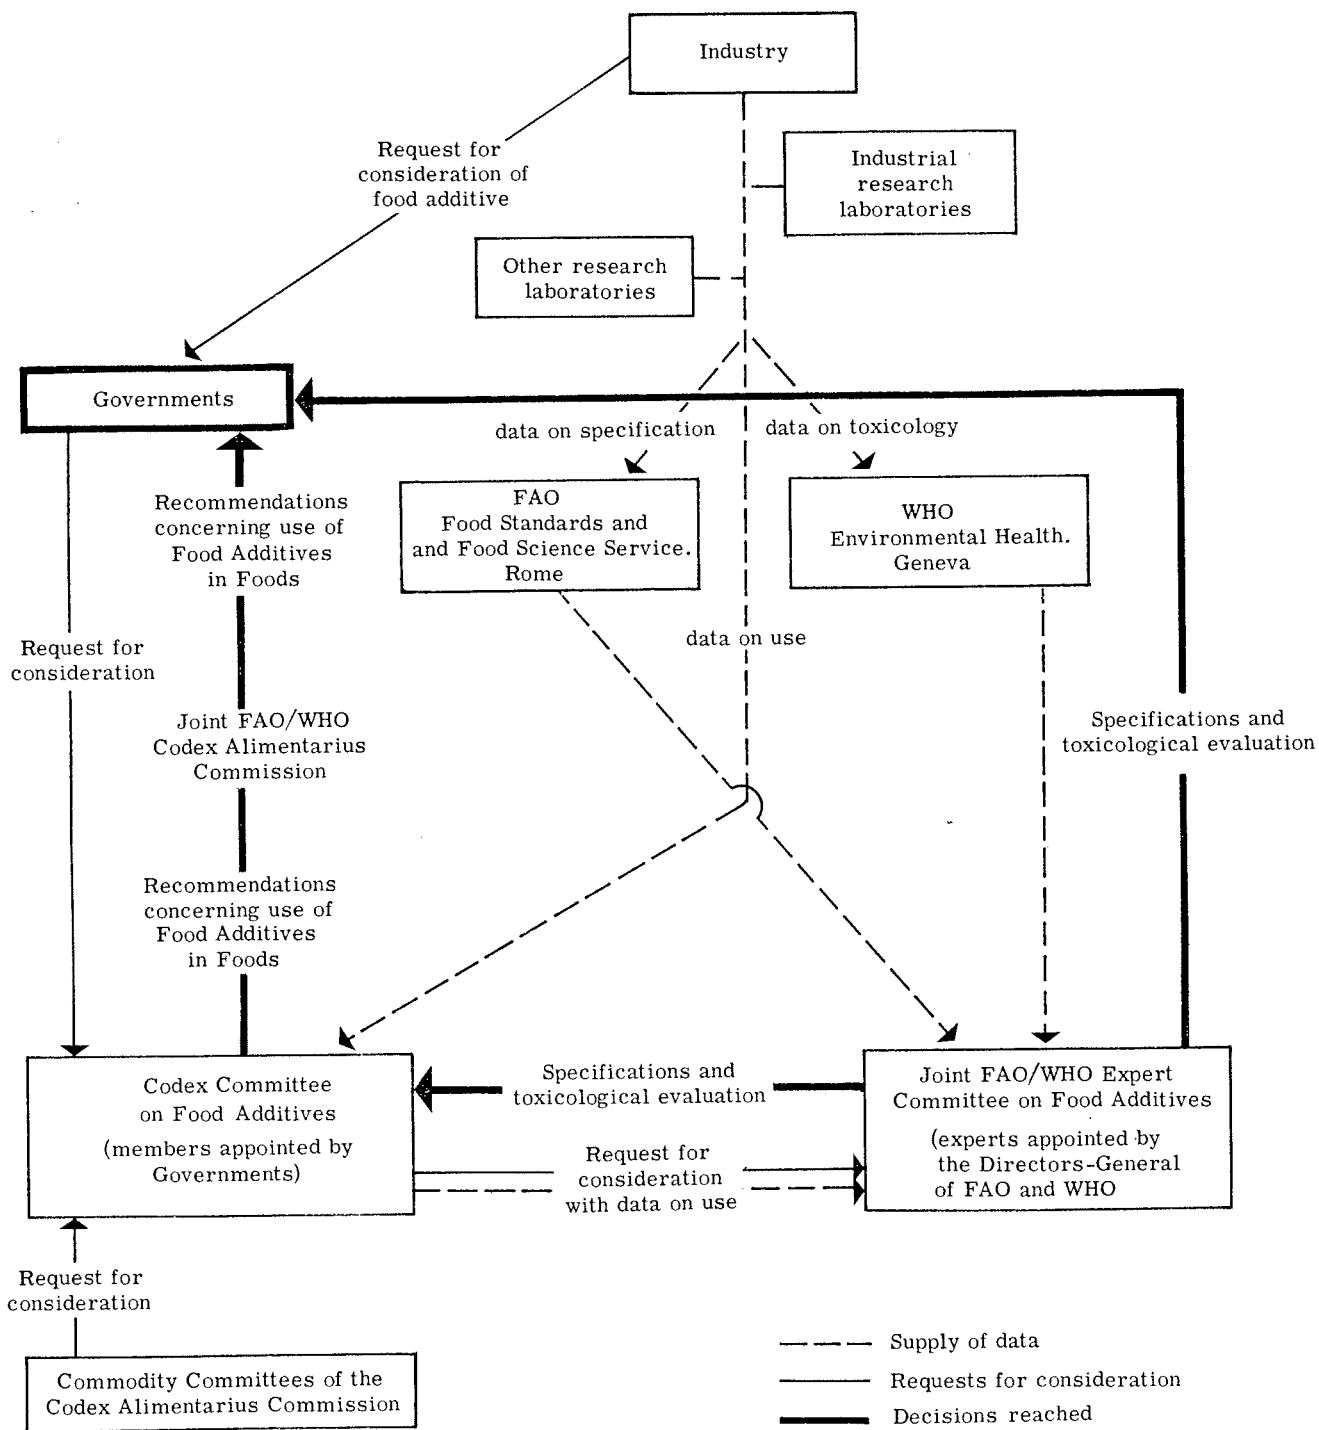 Industry
Request for
consideration of
food additive
Industrial
research
laboratories
Other research
laboratories
Governments
data on specification
data on toxicology
Recommendations
concerning use of
Food Additives
in Foods
FAO
Food Standards and
and Food Science Service.
Rome
WHO
Environmental Health.
Geneva
data on use
Request for
consideration
Joint FAO/WHO
Codex Alimentarius
Commission
Specifications and
toxicological evaluation
Recommendations
concerning use of
Food Additives
in Foods
Codex Committee
on Food Additives
(members appointed by
Governments)
Specifications and
toxicological evaluation
Request for
consideration
with data on use
Joint FAO/WHO Expert
Committee on Food Additives
(experts appointed by
the Directors-General
of FAO and WHO
Request for
consideration
Commodity Committees of the
Codex Alimentarius Commission
Supply of data
Requests for consideration
Decisions reached